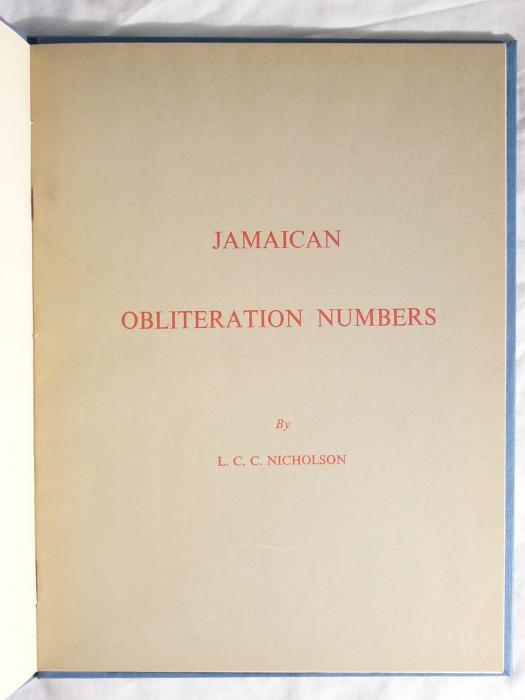 JAMAICAN
OBLITERATION NUMBERS
By
L. C. C. NICHOLSON